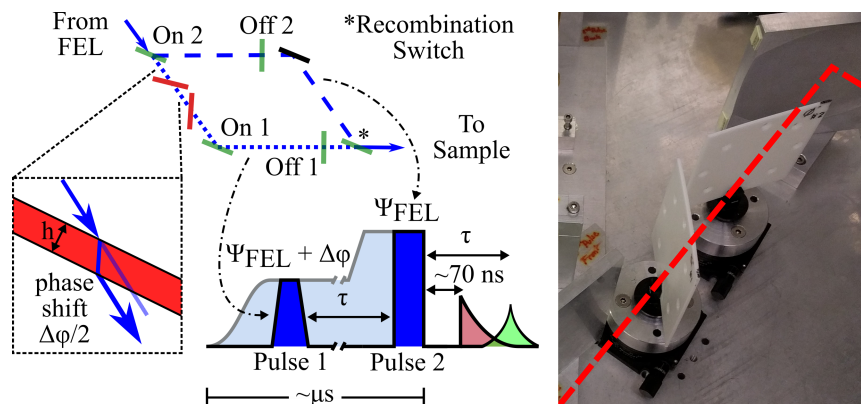 From
FEL
On 2
Off 2
*Recombination
Switch
On 1
*
Off 1
To
Sample
h
phase
shift
Δφ/2
Ψ_FEL + Δφ
Ψ_FEL
τ
τ
~70 ns
Pulse 1
Pulse 2
~μs